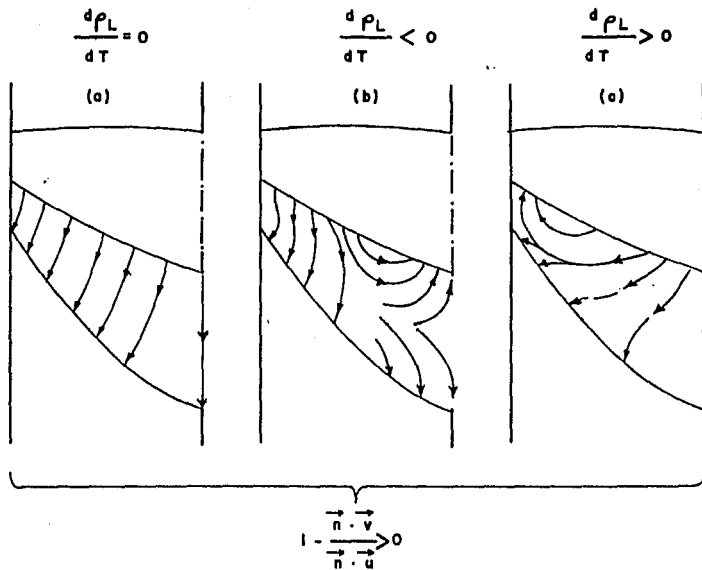 dρL/dT = 0
dρL/dT < 0
dρL/dT > 0
(a)
(b)
(c)
1 - n⃗ · v⃗ / n⃗ · u⃗ > 0